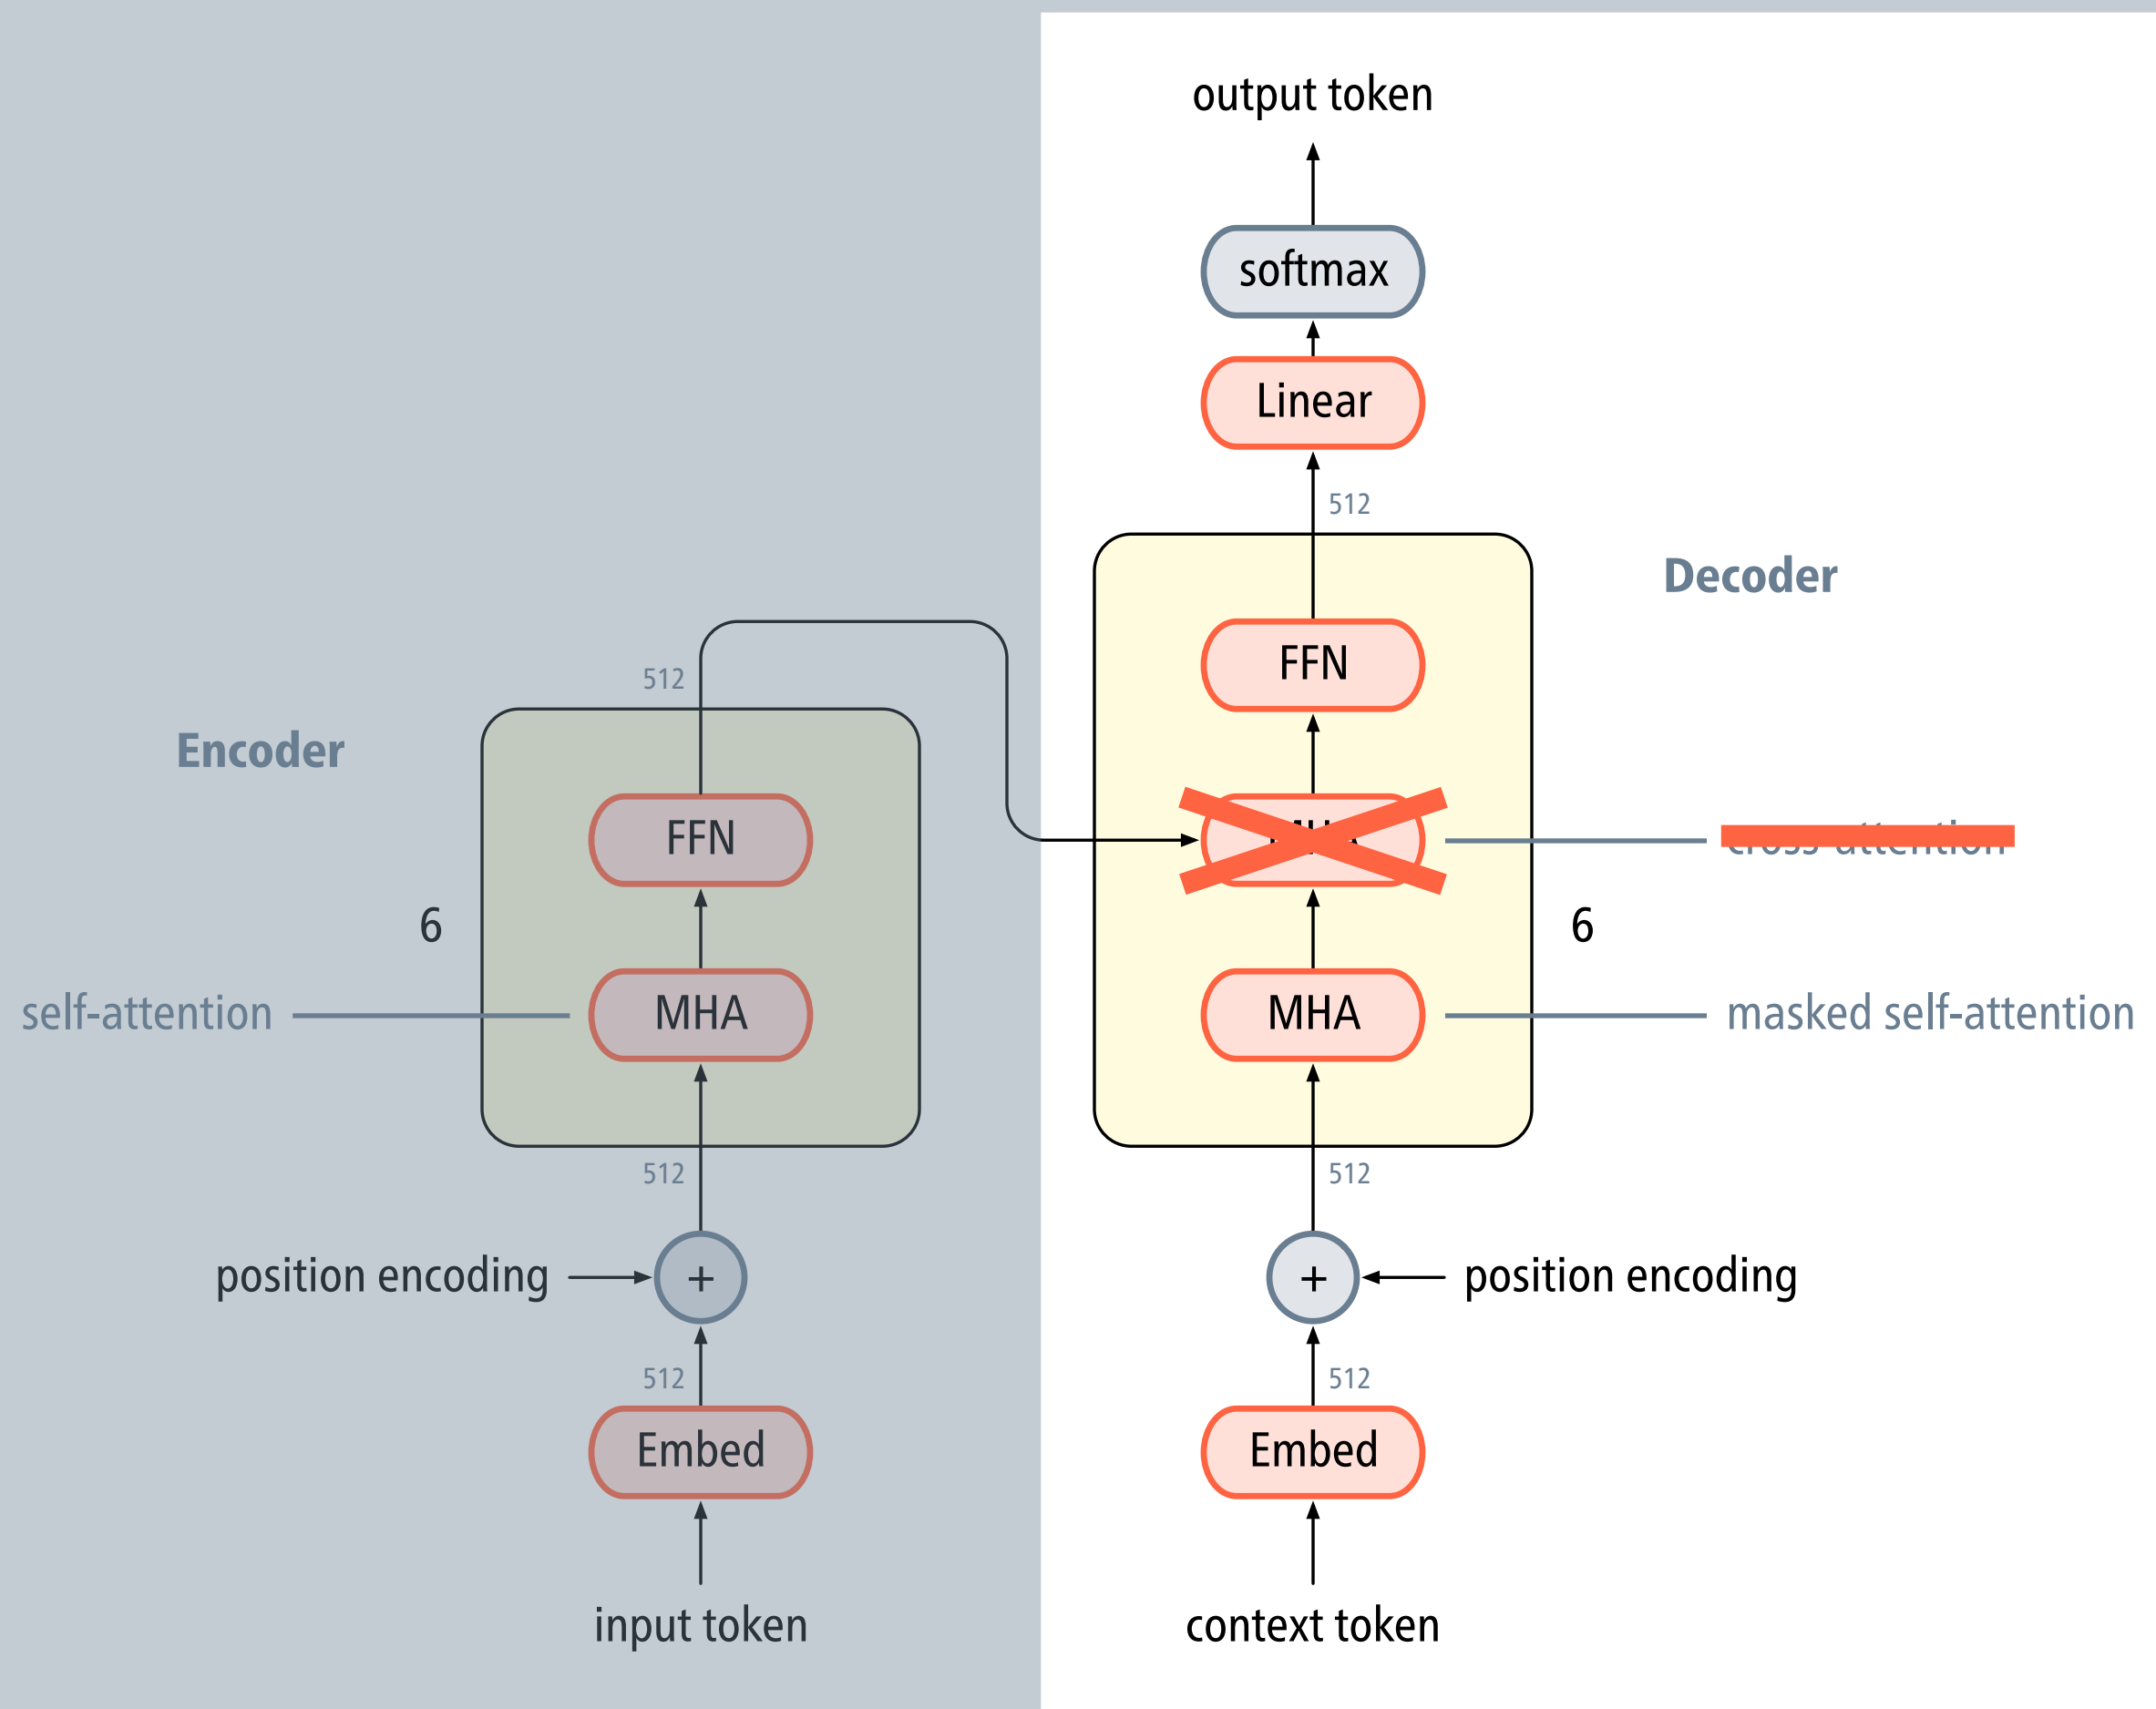 output token
softmax
Linear
512
Decoder
FFN
512
Encoder
FFN
6
6
self-attention
MHA
MHA
masked self-attention
512
512
position encoding
+
+
position encoding
512
512
Embed
Embed
input token
context token